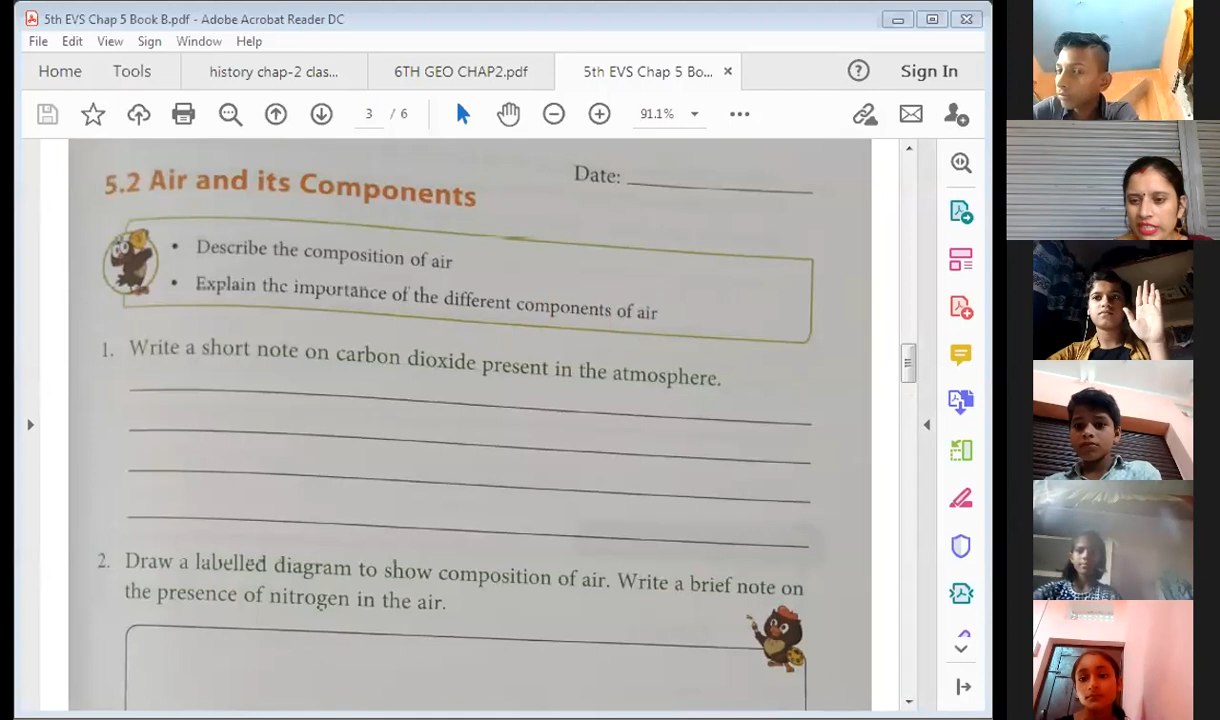 5th EVS Chap 5 Book B.pdf - Adobe Acrobat Reader DC
File Edit View Sign Window Help
Home Tools history chap-2 clas... 6TH GEO CHAP2.pdf 5th EVS Chap 5 Bo... × Sign In
3 / 6 91.1%
5.2 Air and its Components
Date:
• Describe the composition of air
• Explain the importance of the different components of air
1. Write a short note on carbon dioxide present in the atmosphere.
2. Draw a labelled diagram to show composition of air. Write a brief note on
the presence of nitrogen in the air.